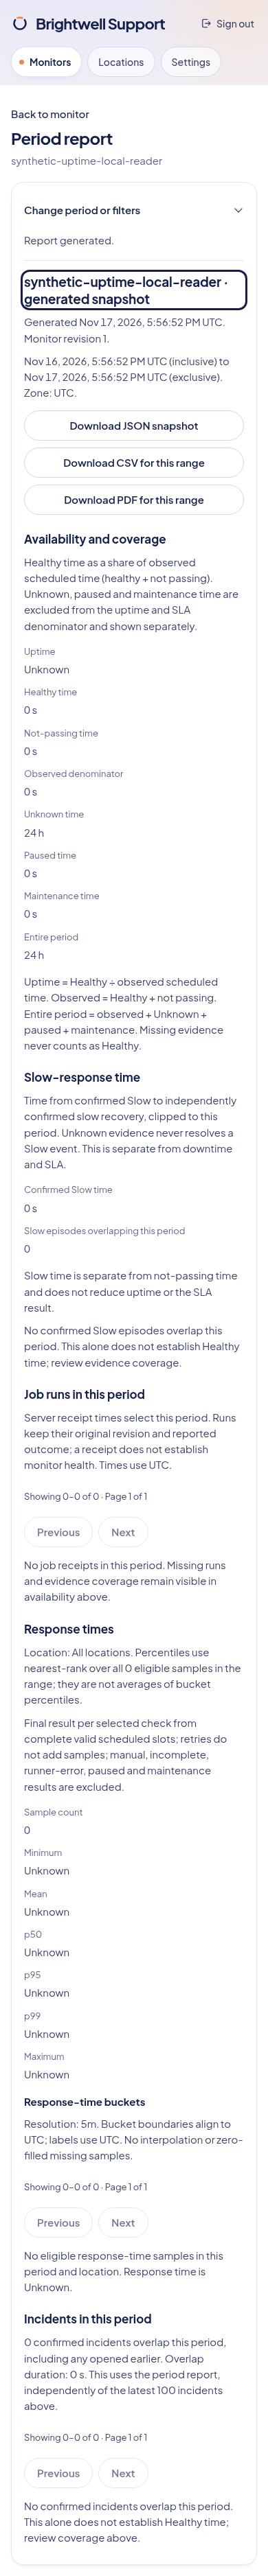 Brightwell Support
Sign out
Monitors
Locations
Settings
Back to monitor
Period report
synthetic-uptime-local-reader
Change period or filters
Report generated.
synthetic-uptime-local-reader ·
generated snapshot
Generated Nov 17, 2026, 5:56:52 PM UTC.
Monitor revision 1.
Nov 16, 2026, 5:56:52 PM UTC (inclusive) to
Nov 17, 2026, 5:56:52 PM UTC (exclusive).
Zone: UTC.
Download JSON snapshot
Download CSV for this range
Download PDF for this range
Availability and coverage
Healthy time as a share of observed
scheduled time (healthy + not passing).
Unknown, paused and maintenance time are
excluded from the uptime and SLA
denominator and shown separately.
Uptime
Unknown
Healthy time
0 s
Not-passing time
0 s
Observed denominator
0 s
Unknown time
24 h
Paused time
0 s
Maintenance time
0 s
Entire period
24 h
Uptime = Healthy ÷ observed scheduled
time. Observed = Healthy + not passing.
Entire period = observed + Unknown +
paused + maintenance. Missing evidence
never counts as Healthy.
Slow-response time
Time from confirmed Slow to independently
confirmed slow recovery, clipped to this
period. Unknown evidence never resolves a
Slow event. This is separate from downtime
and SLA.
Confirmed Slow time
0 s
Slow episodes overlapping this period
0
Slow time is separate from not-passing time
and does not reduce uptime or the SLA
result.
No confirmed Slow episodes overlap this
period. This alone does not establish Healthy
time; review evidence coverage.
Job runs in this period
Server receipt times select this period. Runs
keep their original revision and reported
outcome; a receipt does not establish
monitor health. Times use UTC.
Showing 0–0 of 0 · Page 1 of 1
Previous
Next
No job receipts in this period. Missing runs
and evidence coverage remain visible in
availability above.
Response times
Location: All locations. Percentiles use
nearest-rank over all 0 eligible samples in the
range; they are not averages of bucket
percentiles.
Final result per selected check from
complete valid scheduled slots; retries do
not add samples; manual, incomplete,
runner-error, paused and maintenance
results are excluded.
Sample count
0
Minimum
Unknown
Mean
Unknown
p50
Unknown
p95
Unknown
p99
Unknown
Maximum
Unknown
Response-time buckets
Resolution: 5m. Bucket boundaries align to
UTC; labels use UTC. No interpolation or zero-
filled missing samples.
Showing 0–0 of 0 · Page 1 of 1
Previous
Next
No eligible response-time samples in this
period and location. Response time is
Unknown.
Incidents in this period
0 confirmed incidents overlap this period,
including any opened earlier. Overlap
duration: 0 s. This uses the period report,
independently of the latest 100 incidents
above.
Showing 0–0 of 0 · Page 1 of 1
Previous
Next
No confirmed incidents overlap this period.
This alone does not establish Healthy time;
review coverage above.